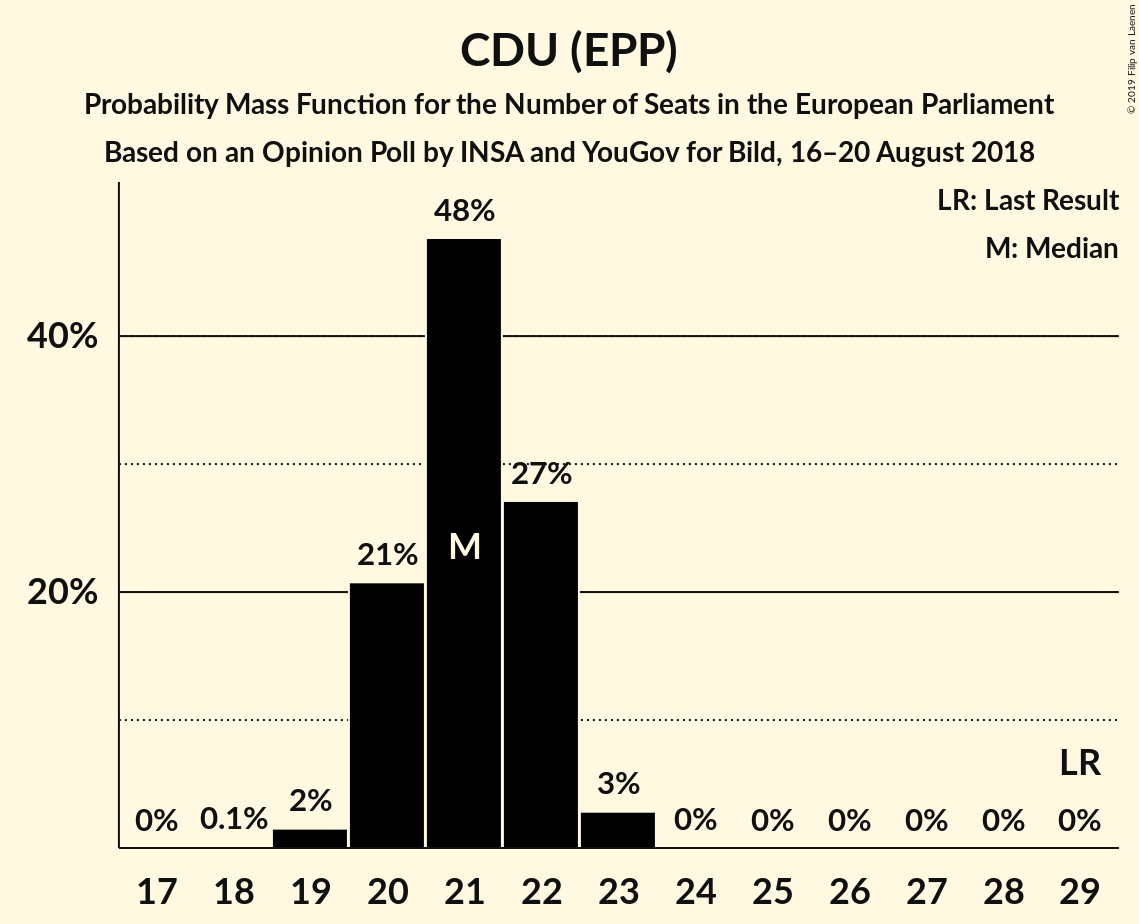 CDU (EPP)
Probability Mass Function for the Number of Seats in the European Parliament
Based on an Opinion Poll by INSA and YouGov for Bild, 16–20 August 2018
© 2019 Filip van Laenen
LR: Last Result
M: Median
48%
40%
27%
M
21%
20%
LR
3%
2%
0% 0.1% 0% 0% 0% 0% 0% 0%
17 18 19 20 21 22 23 24 25 26 27 28 29